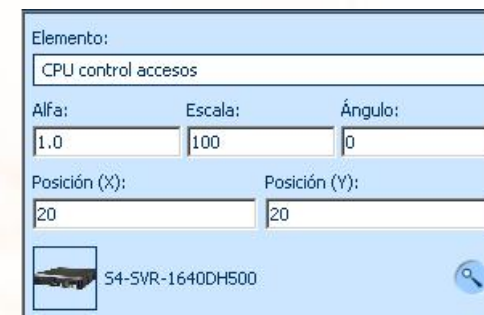 Elemento:
CPU control accesos
Alfa: Escala: Ángulo:
1.0 100 0
Posición (X): Posición (Y):
20 20
S4-SVR-1640DH500